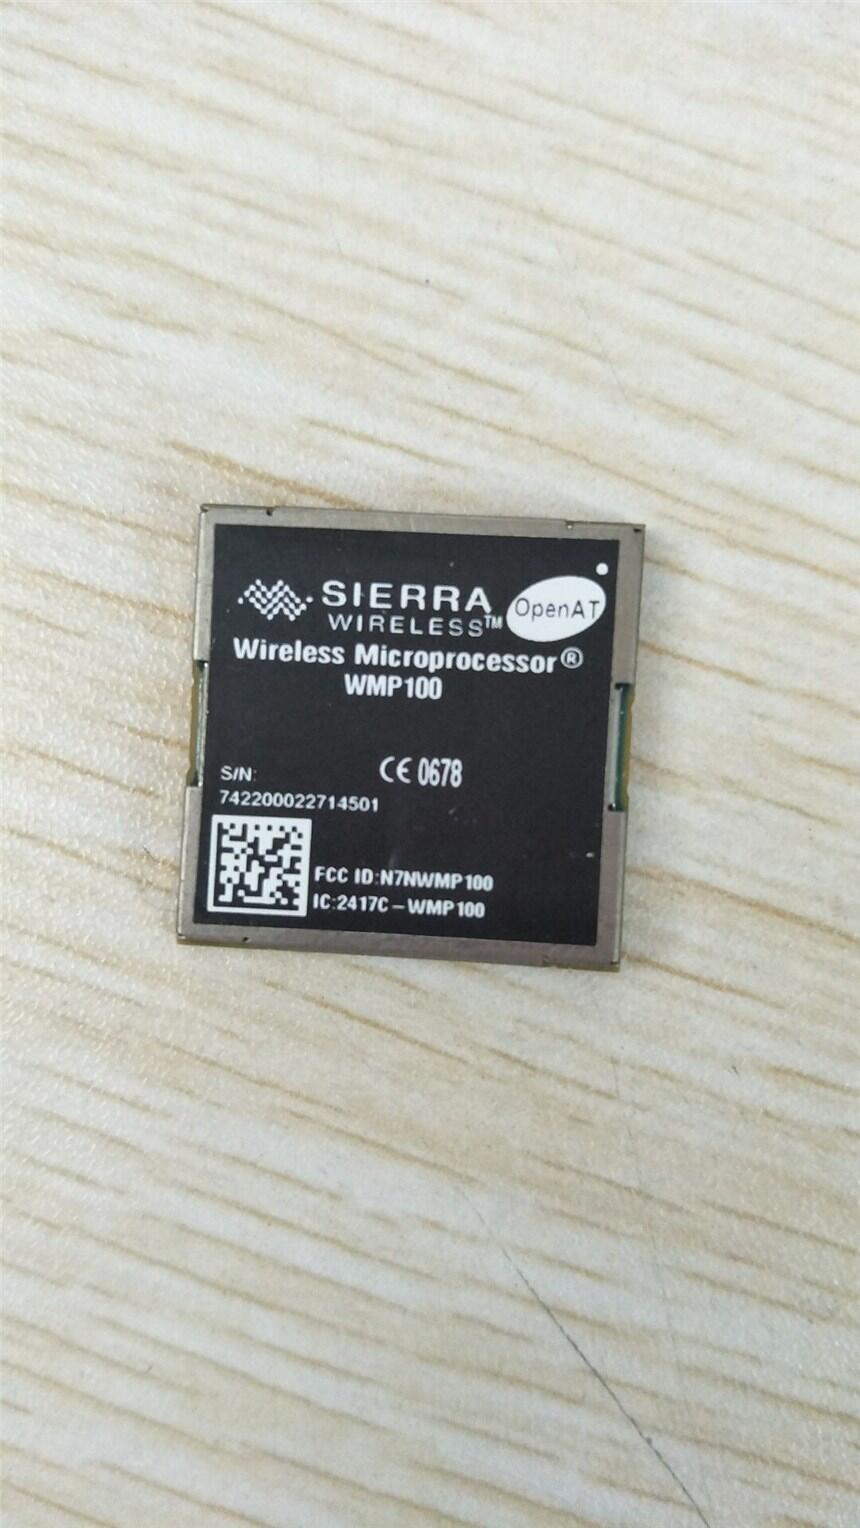 SIERRA
WIRELESS™
OpenAT
Wireless Microprocessor®
WMP100
CE 0678
S/N:
742200022714501
FCC ID:N7NWMP100
IC:2417C-WMP100